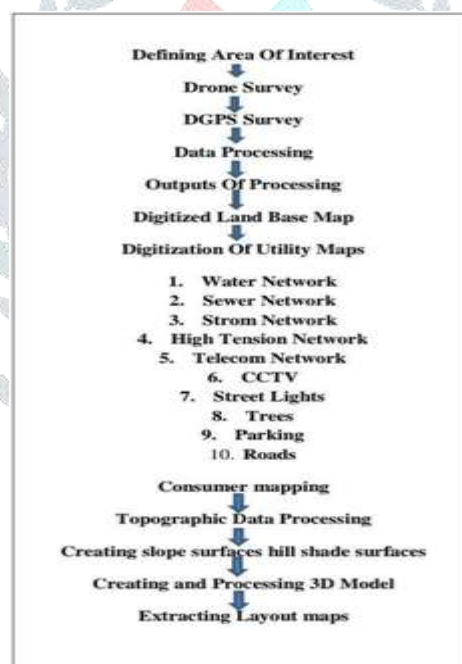 Defining Area Of Interest
Drone Survey
DGPS Survey
Data Processing
Outputs Of Processing
Digitized Land Base Map
Digitization Of Utility Maps
1. Water Network
2. Sewer Network
3. Strom Network
4. High Tension Network
5. Telecom Network
6. CCTV
7. Street Lights
8. Trees
9. Parking
10. Roads
Consumer mapping
Topographic Data Processing
Creating slope surfaces hill shade surfaces
Creating and Processing 3D Model
Extracting Layout maps